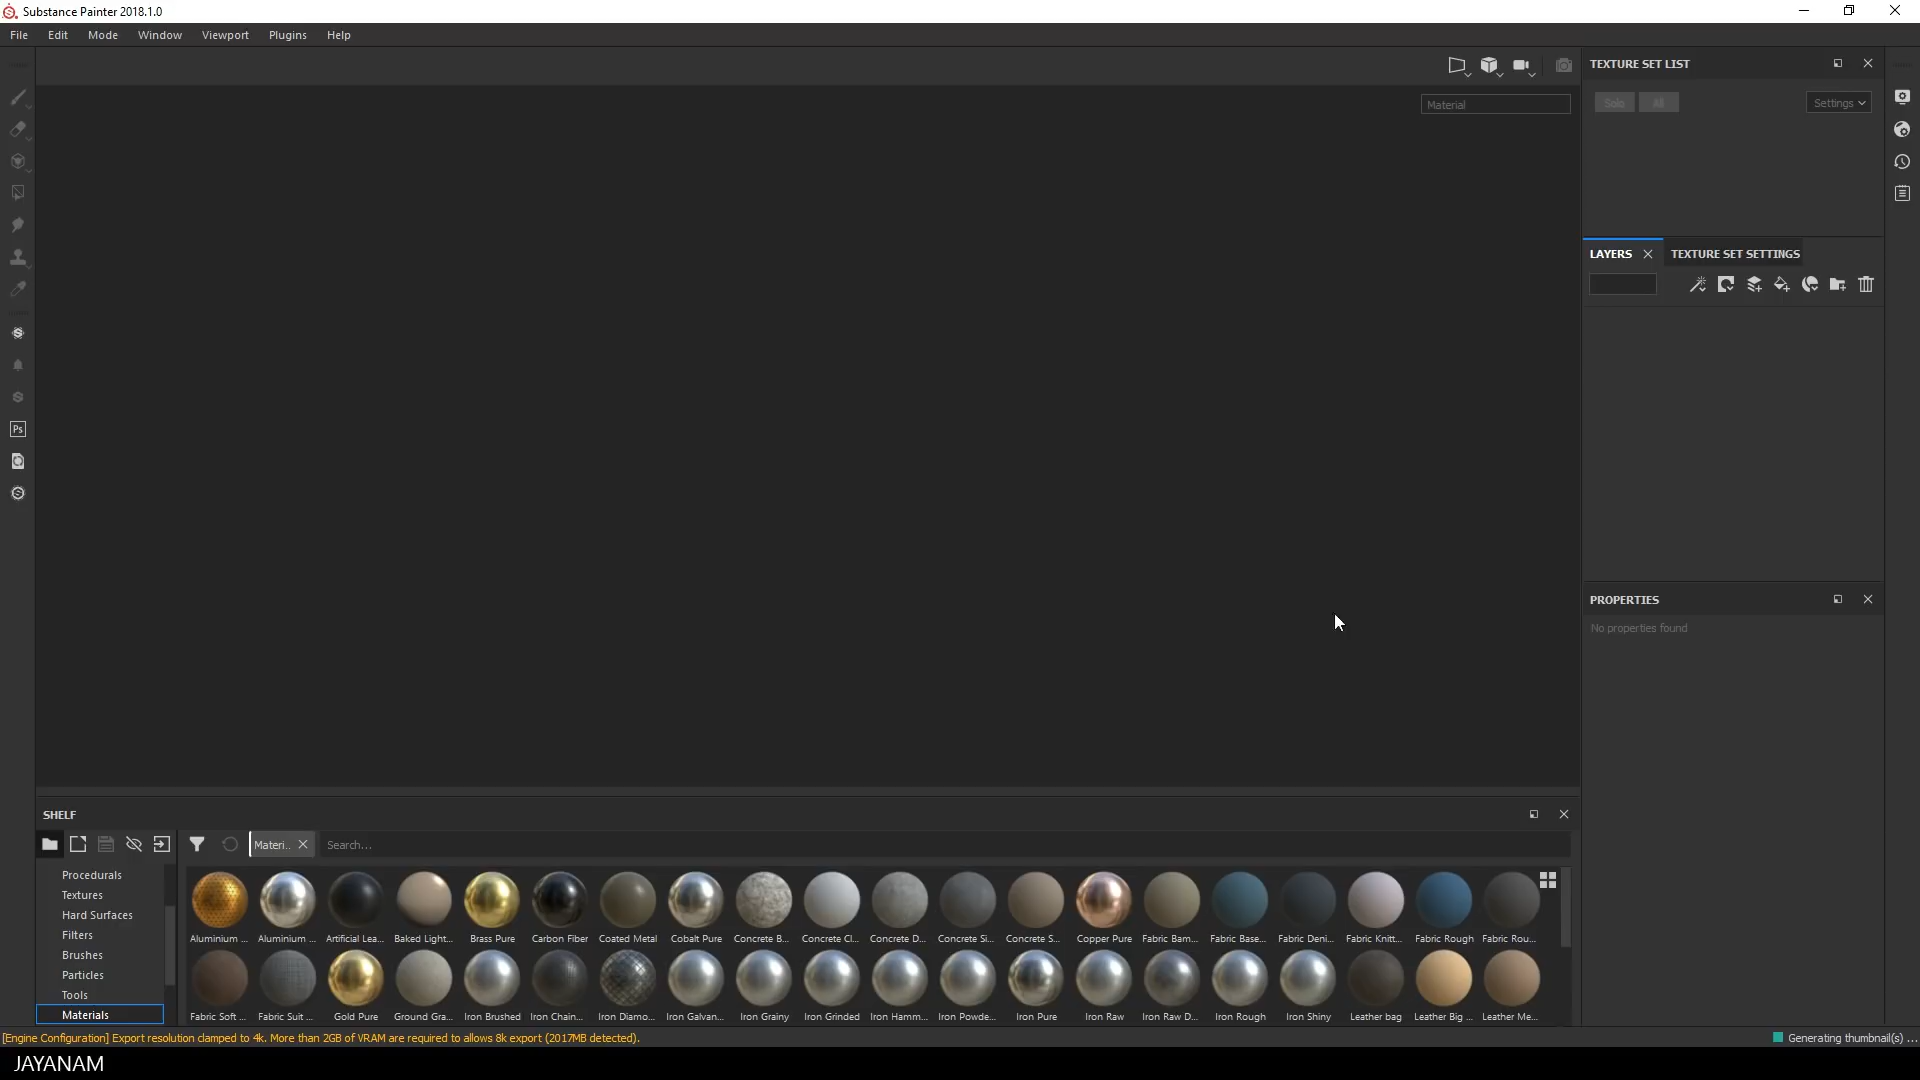 Substance Painter 2018.1.0
File Edit Mode Window Viewport Plugins Help
Material
TEXTURE SET LIST
Solo All Settings
LAYERS TEXTURE SET SETTINGS
Ps
PROPERTIES
No properties found
SHELF
Materi.. Search...
Procedurals
Textures
Hard Surfaces
Filters
Brushes
Particles
Tools
Materials
Aluminium ... Aluminium ... Artificial Lea... Baked Light... Brass Pure Carbon Fiber Coated Metal Cobalt Pure Concrete B... Concrete Cl... Concrete D... Concrete Si... Concrete S... Copper Pure Fabric Bam... Fabric Base... Fabric Deni... Fabric Knitt... Fabric Rough Fabric Rou...
Fabric Soft ... Fabric Suit ... Gold Pure Ground Gra... Iron Brushed Iron Chain... Iron Diamo... Iron Galvan... Iron Grainy Iron Grinded Iron Hamm... Iron Powde... Iron Pure Iron Raw Iron Raw D... Iron Rough Iron Shiny Leather bag Leather Big ... Leather Me...
[Engine Configuration] Export resolution clamped to 4k. More than 2GB of VRAM are required to allows 8k export (2017MB detected).
Generating thumbnail(s) ...
JAYANAM